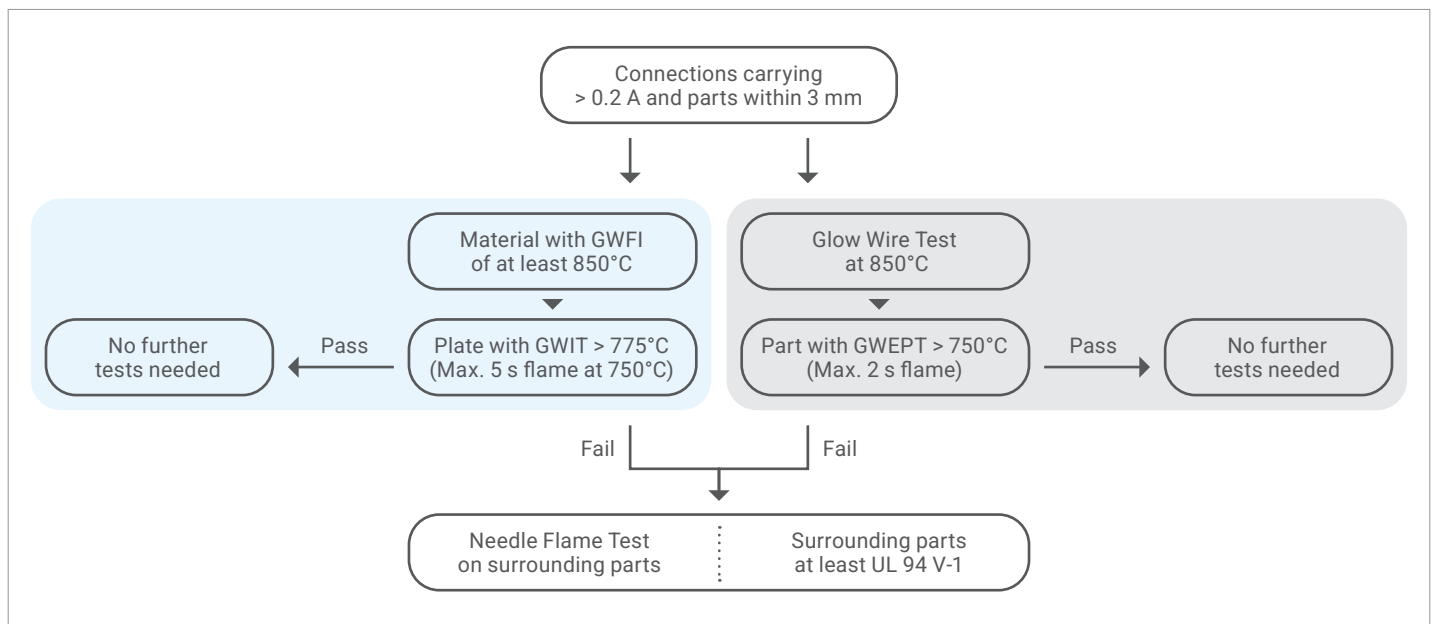 Connections carrying
> 0.2 A and parts within 3 mm
Material with GWFI
of at least 850°C
Glow Wire Test
at 850°C
No further
tests needed
Pass
Plate with GWIT > 775°C
(Max. 5 s flame at 750°C)
Part with GWEPT > 750°C
(Max. 2 s flame)
Pass
No further
tests needed
Fail
Fail
Needle Flame Test
on surrounding parts
Surrounding parts
at least UL 94 V-1